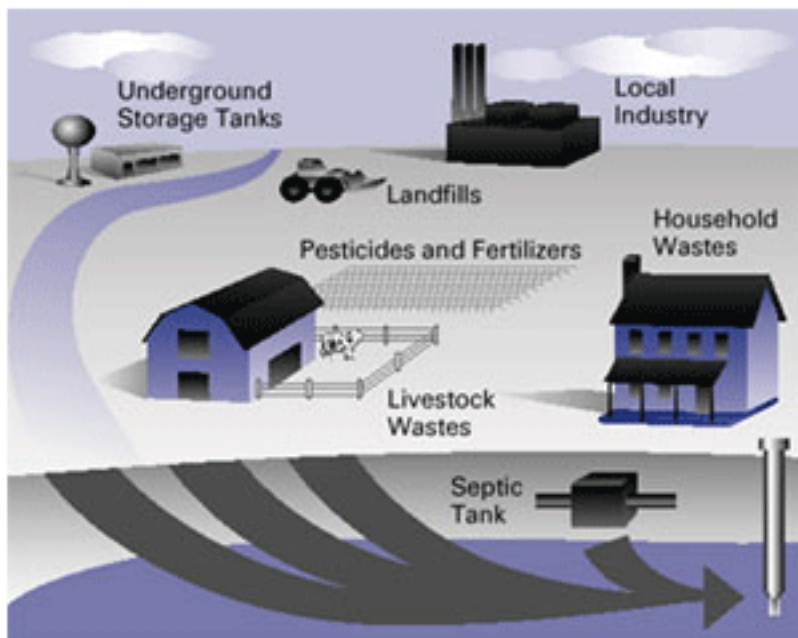 Underground
Storage Tanks
Local
Industry
Landfills
Household
Wastes
Pesticides and Fertilizers
Livestock
Wastes
Septic
Tank